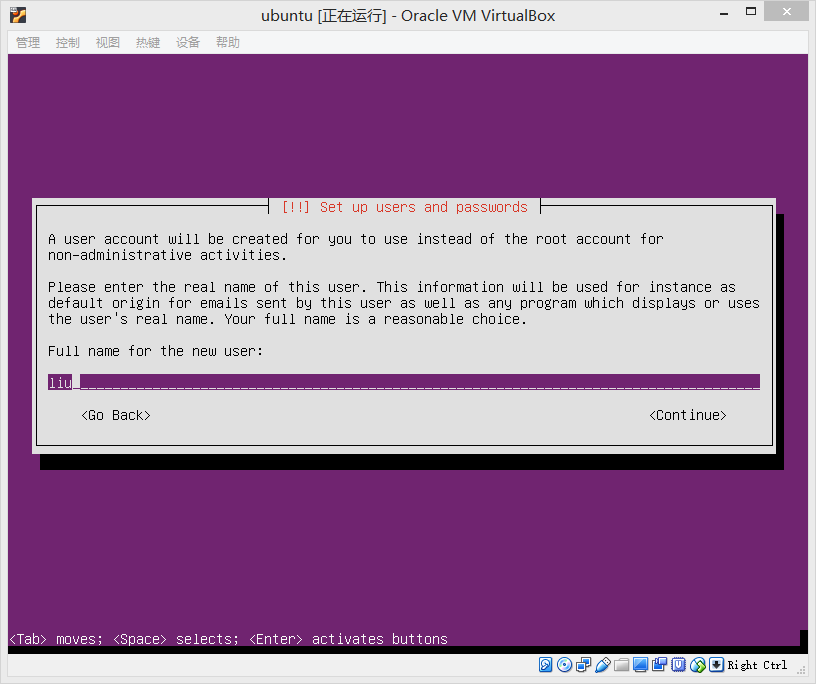 ubuntu [正在运行] - Oracle VM VirtualBox
管理 控制 视图 热键 设备 帮助
[!!] Set up users and passwords
A user account will be created for you to use instead of the root account for
non-administrative activities.
Please enter the real name of this user. This information will be used for instance as
default origin for emails sent by this user as well as any program which displays or uses
the user's real name. Your full name is a reasonable choice.
Full name for the new user:
liu
<Go Back> <Continue>
<Tab> moves; <Space> selects; <Enter> activates buttons
Right Ctrl